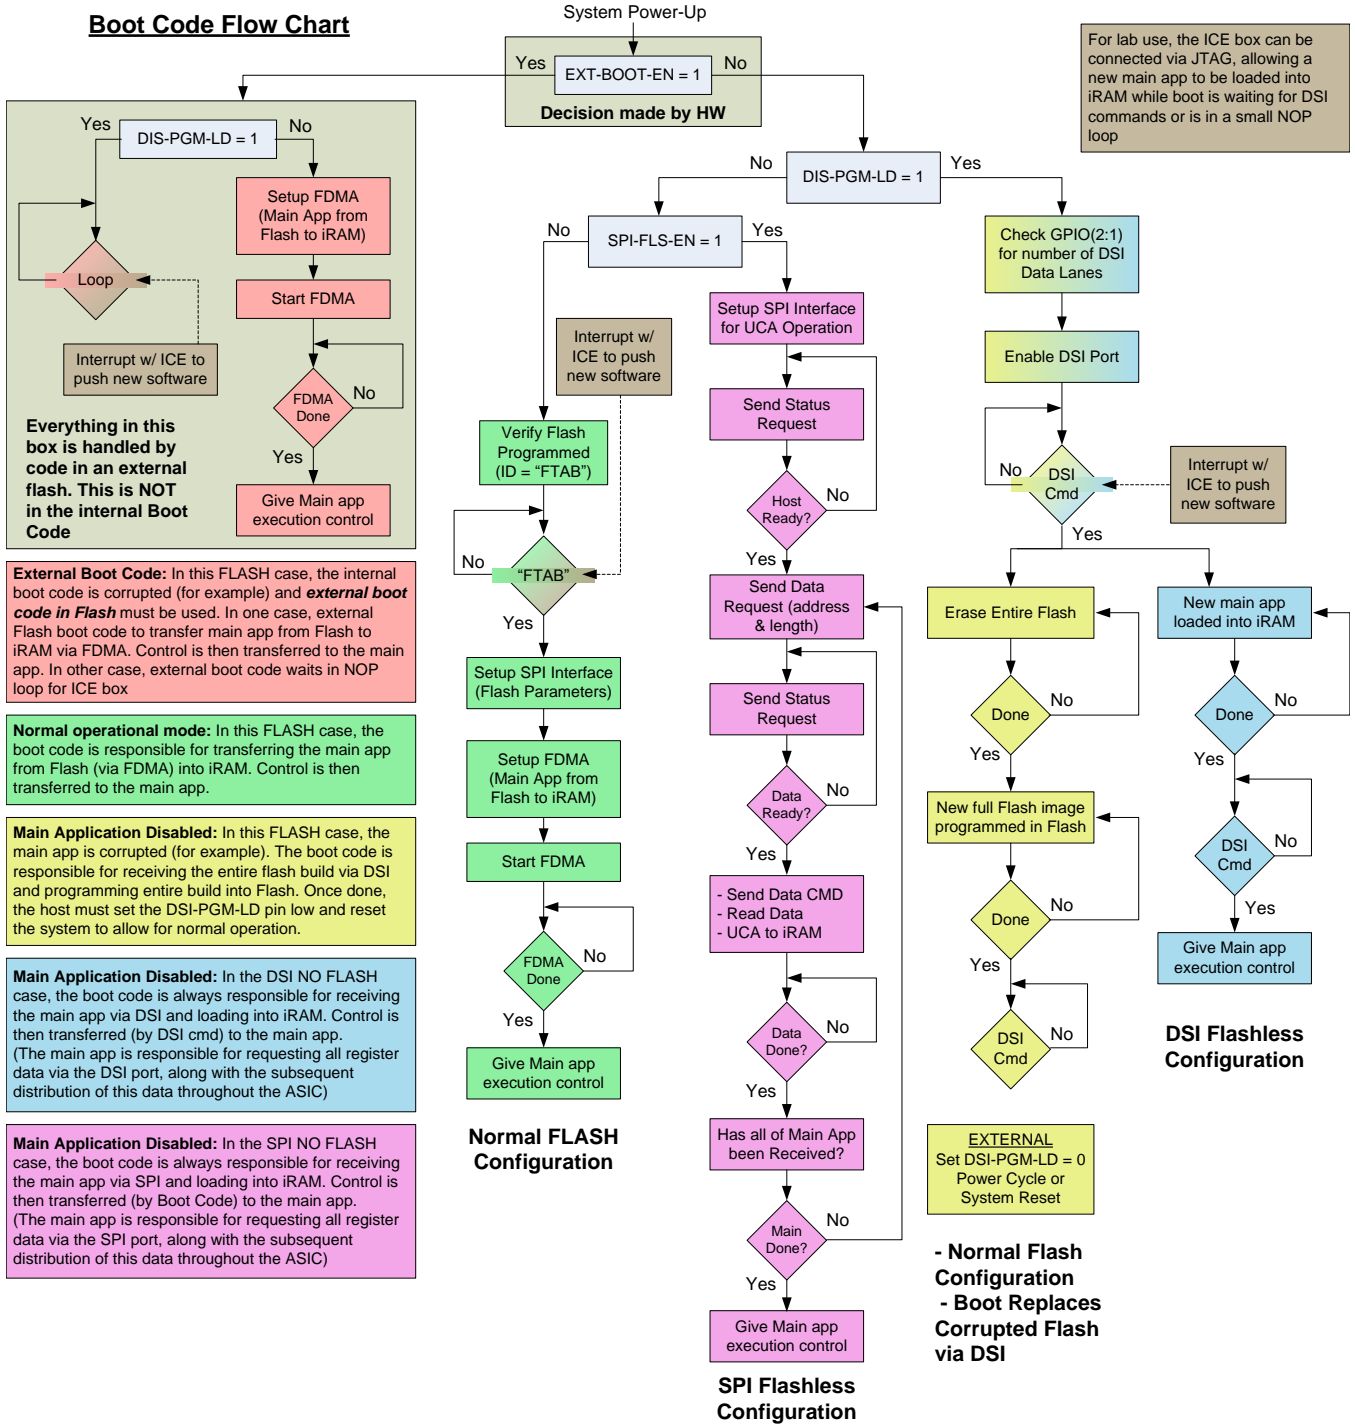 Boot Code Flow Chart
System Power-Up
Yes
EXT-BOOT-EN = 1
No
Decision made by HW
For lab use, the ICE box can be
connected via JTAG, allowing a
new main app to be loaded into
iRAM while boot is waiting for DSI
commands or is in a small NOP
loop
Yes
DIS-PGM-LD = 1
No
Setup FDMA
(Main App from
Flash to iRAM)
Loop
Start FDMA
Interrupt w/ ICE to
push new software
FDMA
Done
No
Yes
Give Main app
execution control
Everything in this
box is handled by
code in an external
flash. This is NOT
in the internal Boot
Code
No
DIS-PGM-LD = 1
Yes
No
SPI-FLS-EN = 1
Yes
Check GPIO(2:1)
for number of DSI
Data Lanes
Enable DSI Port
No
DSI
Cmd
Yes
Interrupt w/
ICE to push
new software
Interrupt w/
ICE to push
new software
Verify Flash
Programmed
(ID = “FTAB”)
No
“FTAB”
Yes
Setup SPI Interface
(Flash Parameters)
Setup FDMA
(Main App from
Flash to iRAM)
Start FDMA
FDMA
Done
No
Yes
Give Main app
execution control
Normal FLASH
Configuration
Setup SPI Interface
for UCA Operation
Send Status
Request
Host
Ready?
No
Yes
Send Data
Request (address
& length)
Send Status
Request
Data
Ready?
No
Yes
- Send Data CMD
- Read Data
- UCA to iRAM
Data
Done?
No
Yes
Has all of Main App
been Received?
Main
Done?
No
Yes
Give Main app
execution control
SPI Flashless
Configuration
Erase Entire Flash
Done
No
Yes
New full Flash image
programmed in Flash
Done
No
Yes
DSI
Cmd
No
EXTERNAL
Set DSI-PGM-LD = 0
Power Cycle or
System Reset
- Normal Flash
Configuration
- Boot Replaces
Corrupted Flash
via DSI
New main app
loaded into iRAM
Done
No
Yes
DSI
Cmd
No
Yes
Give Main app
execution control
DSI Flashless
Configuration
External Boot Code: In this FLASH case, the internal
boot code is corrupted (for example) and external boot
code in Flash must be used. In one case, external
Flash boot code to transfer main app from Flash to
iRAM via FDMA. Control is then transferred to the main
app. In other case, external boot code waits in NOP
loop for ICE box
Normal operational mode: In this FLASH case, the
boot code is responsible for transferring the main app
from Flash (via FDMA) into iRAM. Control is then
transferred to the main app.
Main Application Disabled: In this FLASH case, the
main app is corrupted (for example). The boot code is
responsible for receiving the entire flash build via DSI
and programming entire build into Flash. Once done,
the host must set the DSI-PGM-LD pin low and reset
the system to allow for normal operation.
Main Application Disabled: In the DSI NO FLASH
case, the boot code is always responsible for receiving
the main app via DSI and loading into iRAM. Control is
then transferred (by DSI cmd) to the main app.
(The main app is responsible for requesting all register
data via the DSI port, along with the subsequent
distribution of this data throughout the ASIC)
Main Application Disabled: In the SPI NO FLASH
case, the boot code is always responsible for receiving
the main app via SPI and loading into iRAM. Control is
then transferred (by Boot Code) to the main app.
(The main app is responsible for requesting all register
data via the SPI port, along with the subsequent
distribution of this data throughout the ASIC)